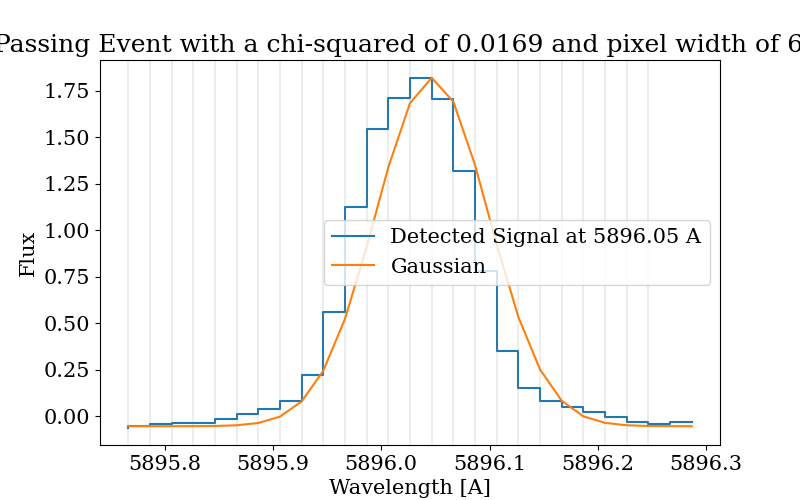 Passing Event with a chi-squared of 0.0169 and pixel width of 6
Flux
1.75
1.50
1.25
1.00
0.75
0.50
0.25
0.00
Detected Signal at 5896.05 A
Gaussian
5895.8 5895.9 5896.0 5896.1 5896.2 5896.3
Wavelength [A]